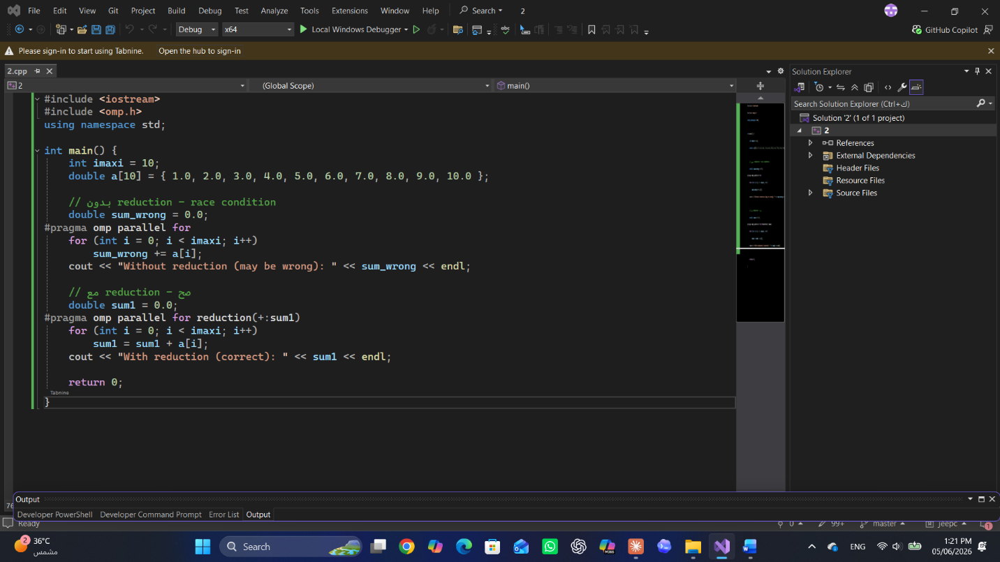 File Edit View Git Project Build Debug Test Analyze Tools Extensions Window Help Search 2
Debug x64 Local Windows Debugger GitHub Copilot
Please sign-in to start using Tabnine. Open the hub to sign-in
2.cpp
2 (Global Scope) main()
#include <iostream>
#include <omp.h>
using namespace std;
int main() {
int imaxi = 10;
double a[10] = { 1.0, 2.0, 3.0, 4.0, 5.0, 6.0, 7.0, 8.0, 9.0, 10.0 };
// بدون reduction - race condition
double sum_wrong = 0.0;
#pragma omp parallel for
for (int i = 0; i < imaxi; i++)
sum_wrong += a[i];
cout << "Without reduction (may be wrong): " << sum_wrong << endl;
// مع reduction - صح
double sum1 = 0.0;
#pragma omp parallel for reduction(+:sum1)
for (int i = 0; i < imaxi; i++)
sum1 = sum1 + a[i];
cout << "With reduction (correct): " << sum1 << endl;
return 0;
Tabnine
}
Solution Explorer
Search Solution Explorer (Ctrl+ك)
Solution '2' (1 of 1 project)
2
References
External Dependencies
Header Files
Resource Files
Source Files
Output
Developer PowerShell Developer Command Prompt Error List Output
Ready 0 99+ master jeepc 1
2 36°C
مشمس
Search
M365
ENG
1:21 PM
05/06/2026